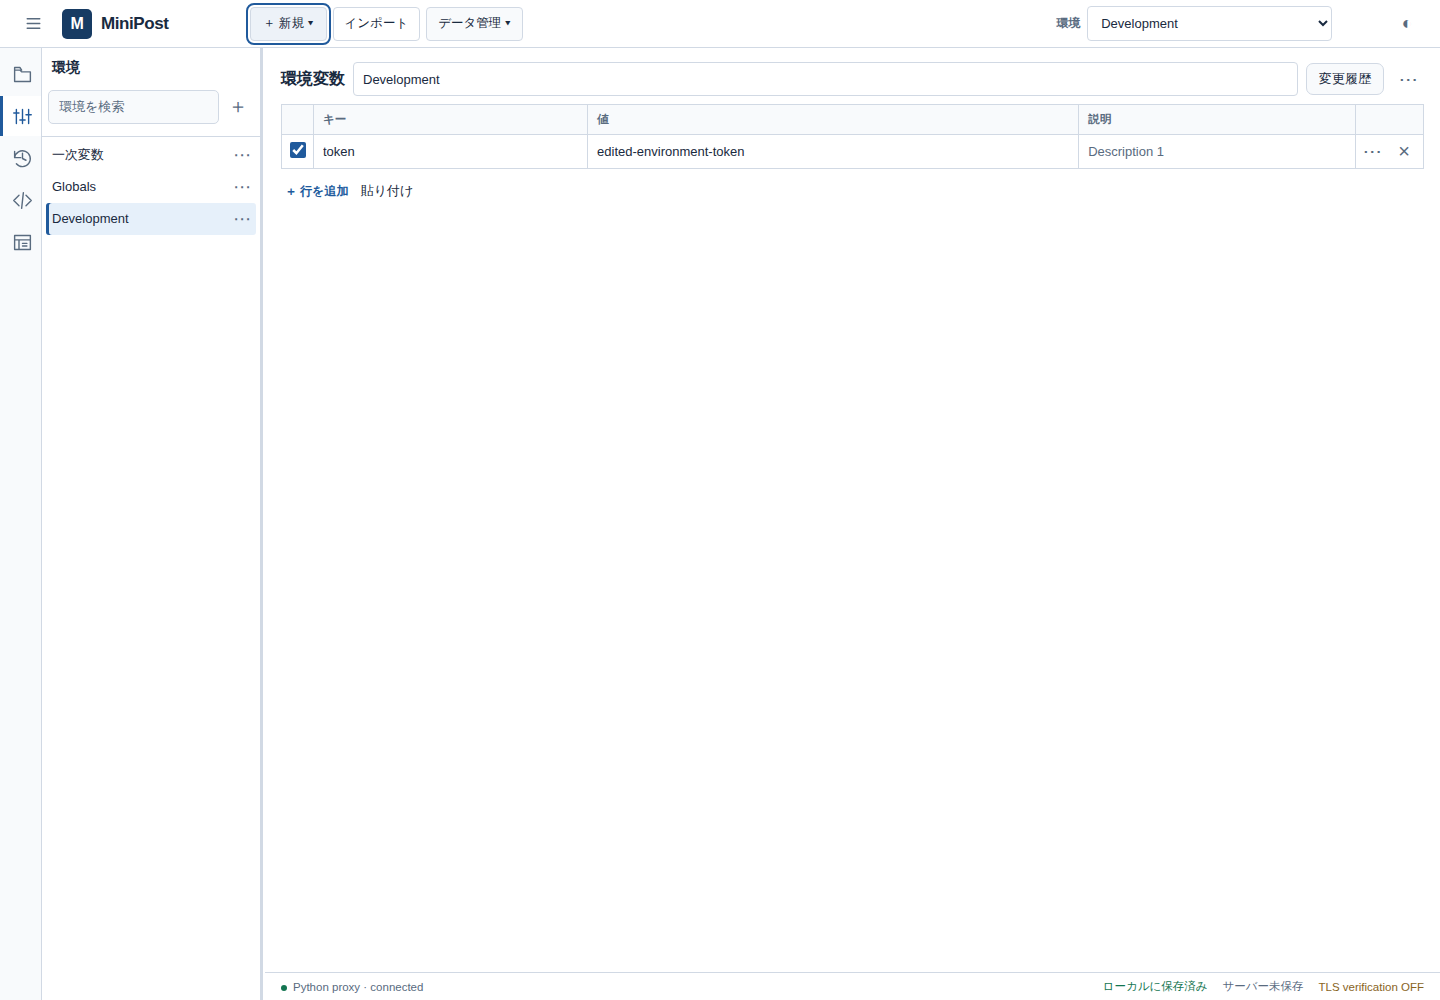 M MiniPost
＋ 新規 ▾ インポート データ管理 ▾
環境 Development
環境
環境を検索 ＋
一次変数 ···
Globals ···
Development ···
環境変数 Development 変更履歴 ···
キー 値 説明
token edited-environment-token Description 1 ··· ×
+ 行を追加 貼り付け
Python proxy · connected
ローカルに保存済み サーバー未保存 TLS verification OFF